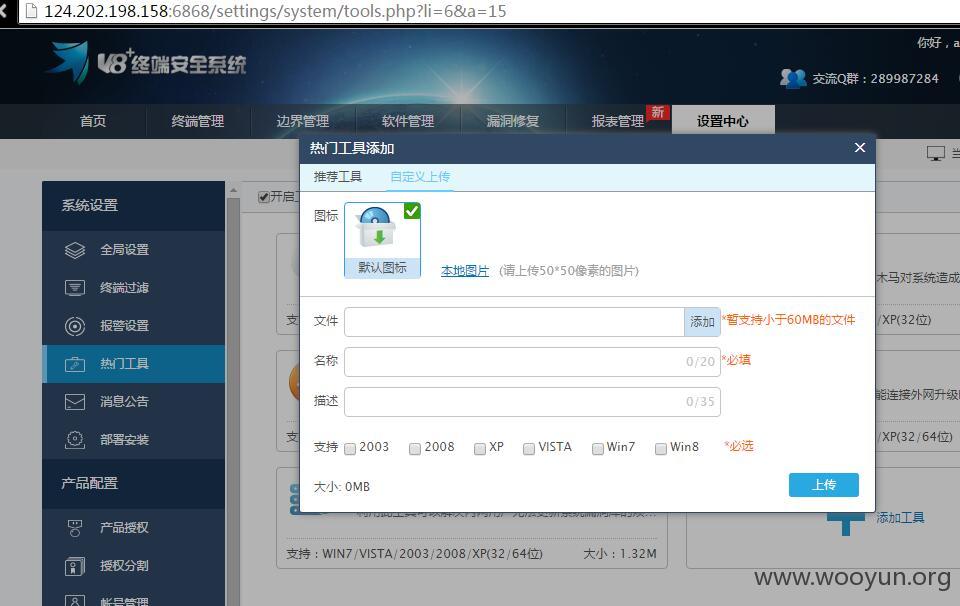 124.202.198.158:6868/settings/system/tools.php?li=6&a=15
V8+终端安全系统
你好，a
交流Q群：289987284
首页 终端管理 边界管理 软件管理 漏洞修复 报表管理 新 设置中心
热门工具添加
推荐工具 自定义上传
系统设置
开启
全局设置
终端过滤
报警设置
热门工具
消息公告
部署安装
产品配置
产品授权
授权分割
帐号管理
图标
默认图标
本地图片 (请上传50*50像素的图片)
木马对系统造成
文件 添加 *暂支持小于60MB的文件
支
/XP(32位)
名称 0/20 *必填
描述 0/35
能连接外网升级
支
/XP(32/64位)
支持 2003 2008 XP VISTA Win7 Win8 *必选
大小: 0MB
上传
支持：WIN7/VISTA/2003/2008/XP(32/64位) 大小：1.32M
添加工具
www.wooyun.org